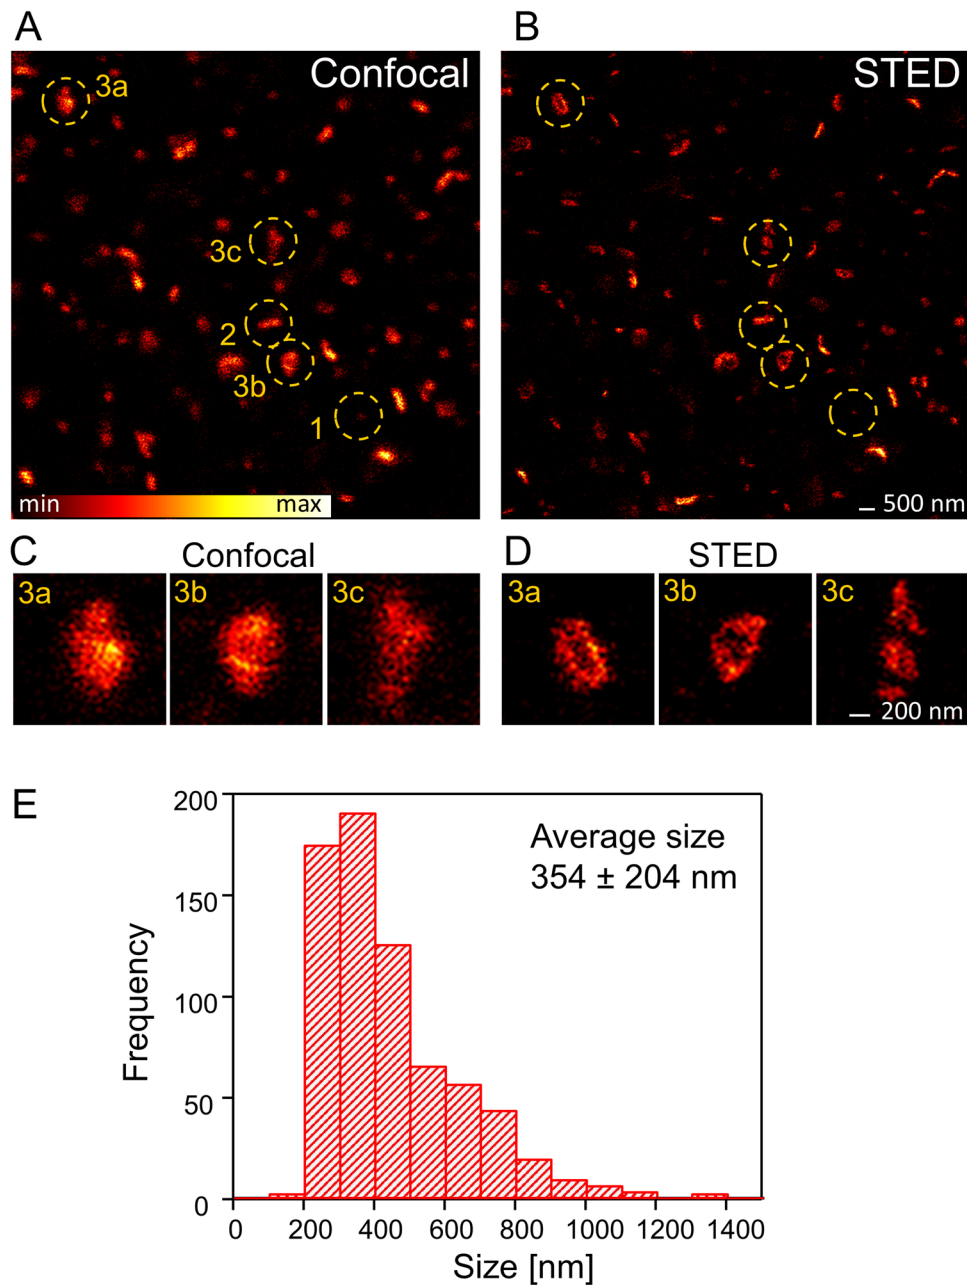 A
B
Confocal
STED
3a
3c
2
3b
1
min
max
500 nm
C
Confocal
D
STED
3a
3b
3c
3a
3b
3c
200 nm
E
200
150
100
50
0
Frequency
Average size
354 ± 204 nm
0
200
400
600
800
1000
1200
1400
Size [nm]